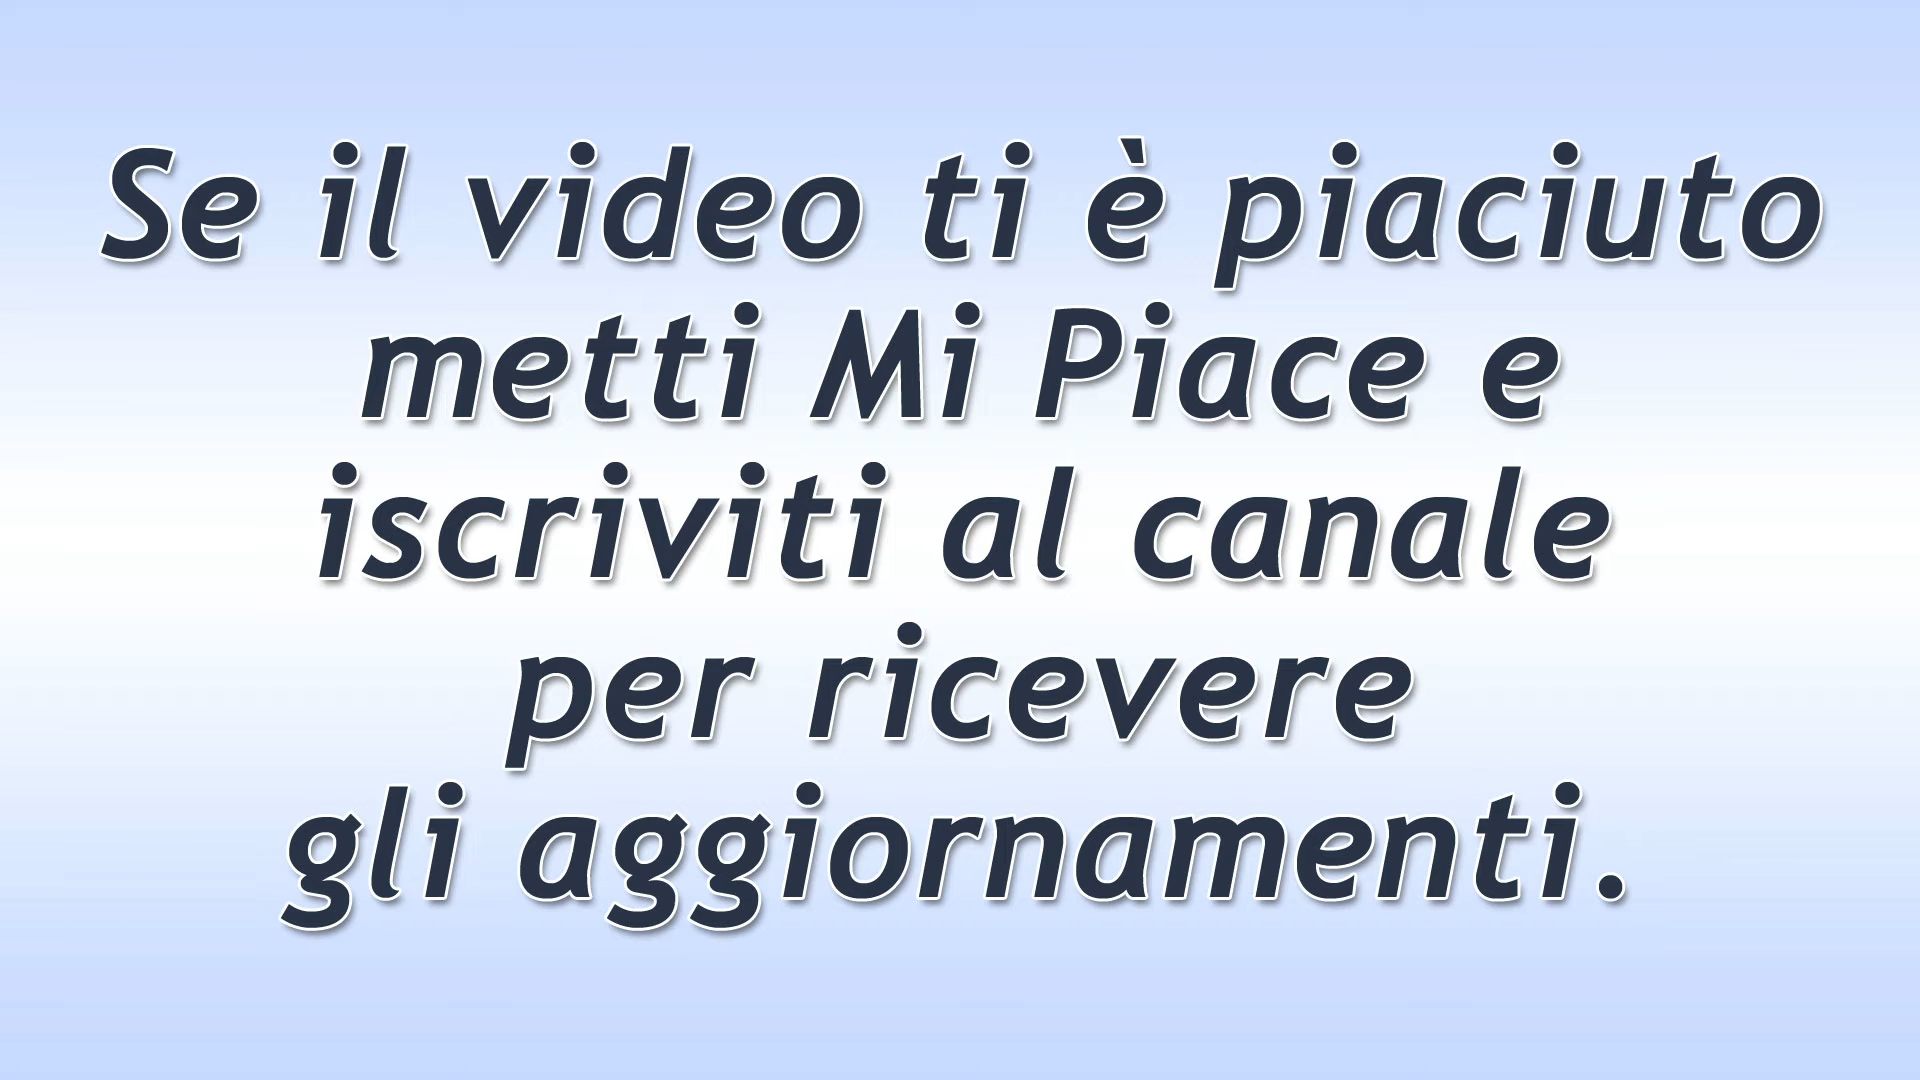 Se il video ti è piaciuto
metti Mi Piace e
iscriviti al canale
per ricevere
gli aggiornamenti.